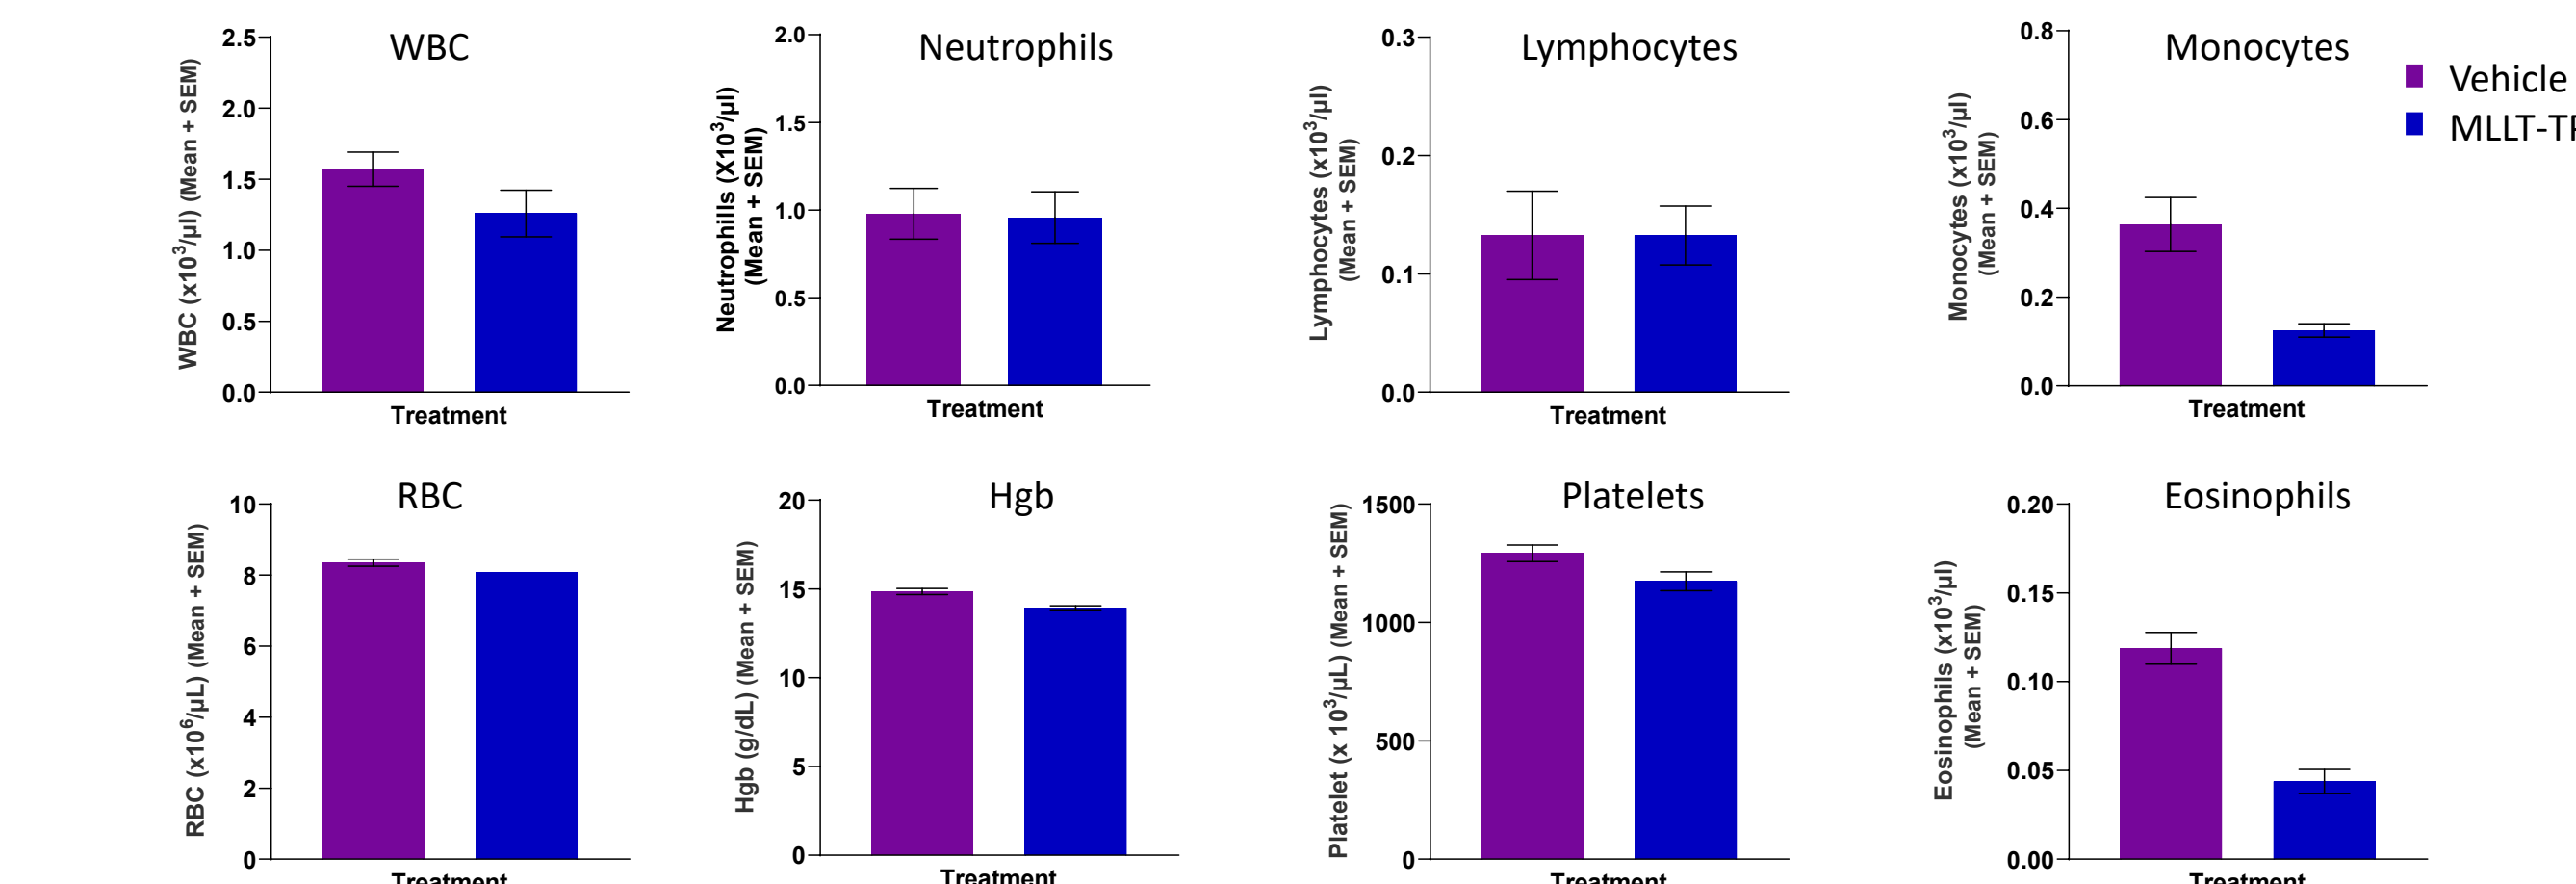 WBC
WBC (x10³/µl) (Mean + SEM)
2.5
2.0
1.5
1.0
0.5
0.0
Treatment
Neutrophils
Neutrophills (X10³/µl)
(Mean + SEM)
2.0
1.5
1.0
0.5
0.0
Treatment
Lymphocytes
Lymphocytes (x10³/µl)
(Mean + SEM)
0.3
0.2
0.1
0.0
Treatment
Monocytes
Monocytes (x10³/µl)
(Mean + SEM)
0.8
0.6
0.4
0.2
0.0
Treatment
Vehicle
RBC
RBC (x10⁶/µL) (Mean + SEM)
10
8
6
4
2
0
Treatment
Hgb
Hgb (g/dL) (Mean + SEM)
20
15
10
5
0
Treatment
Platelets
Platelet (x 10³/µL) (Mean + SEM)
1500
1000
500
0
Treatment
Eosinophils
Eosinophils (x10³/µl)
(Mean + SEM)
0.20
0.15
0.10
0.05
0.00
Treatment